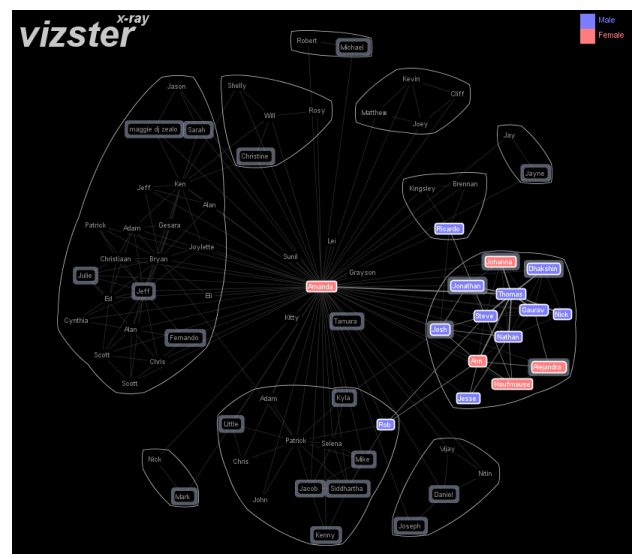 x-ray
vizster
Male
Female
Robert
Michael
Kevin
Cliff
Matthew
Joey
Shelly
Will
Rosy
Christine
Jason
maggie dj zealo
Sarah
Jay
Jayne
Kingsley
Brennan
Ricardo
Jeff
Ken
Alan
Patrick
Adam
Gesara
Joylette
Christiaan
Bryan
Julie
Jeff
Ed
Eli
Cynthia
Alan
Fernando
Scott
Chris
Scott
Lei
Sunil
Grayson
Amanda
Kitty
Tamara
Johanna
Dhakshin
Jonathan
Thomas
Gaurav
Nick
Steve
Josh
Nathan
Ann
Alejandra
Haufmause
Jesse
Adam
Kyla
Little
Rob
Patrick
Selena
Chris
Mike
Jacob
Siddhartha
John
Kenny
Nick
Mark
Vijay
Nitin
Daniel
Joseph